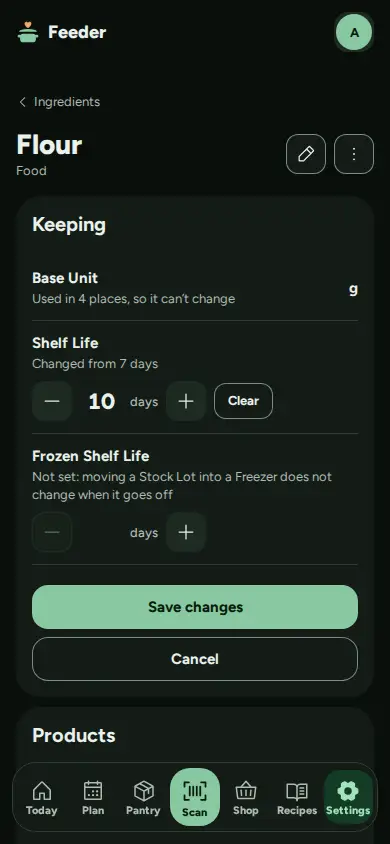 Feeder
A
Ingredients
Flour
Food
Keeping
Base Unit
Used in 4 places, so it can't change
g
Shelf Life
Changed from 7 days
10 days
Clear
Frozen Shelf Life
Not set: moving a Stock Lot into a Freezer does not
change when it goes off
days
Save changes
Cancel
Products
Today
Plan
Pantry
Scan
Shop
Recipes
Settings